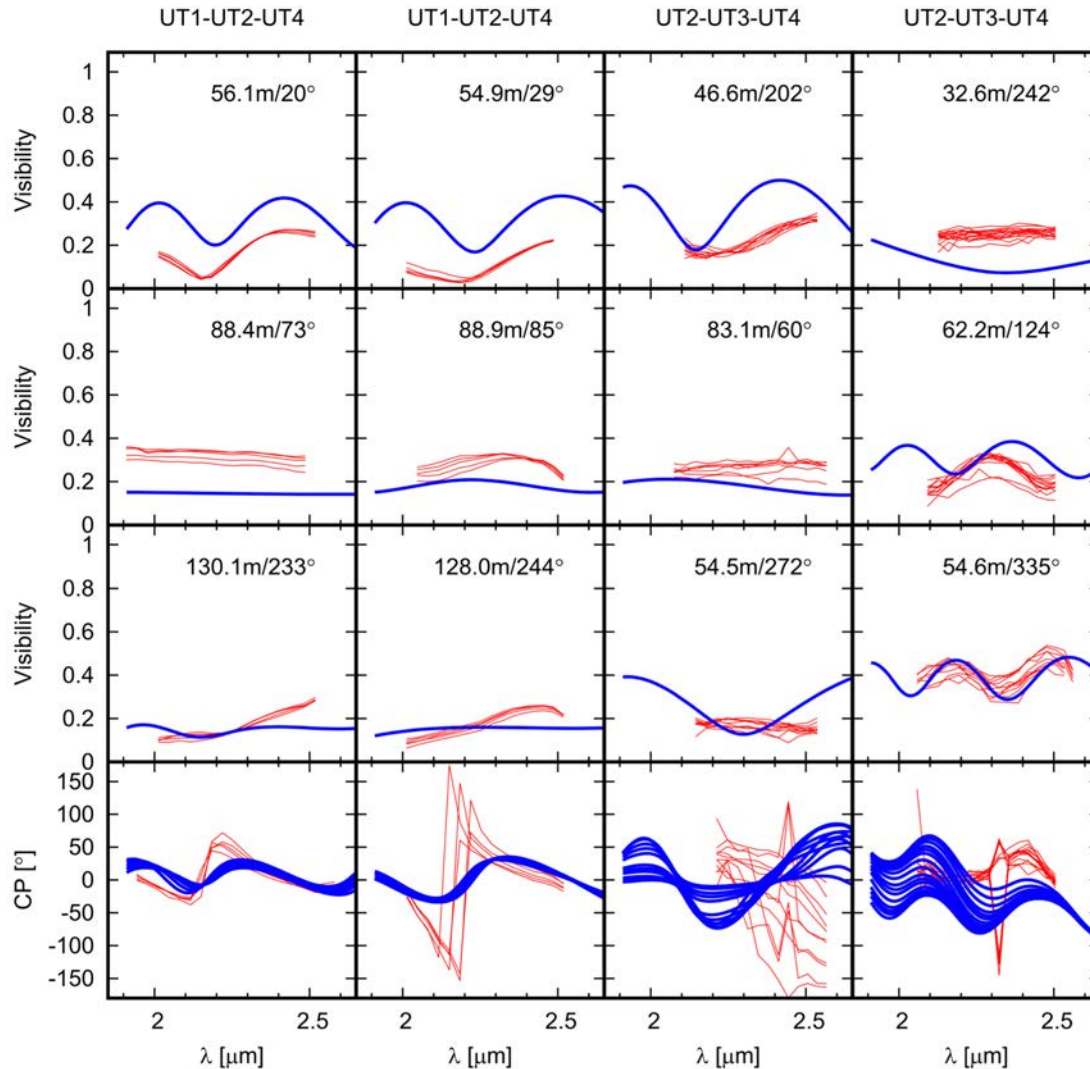 UT1-UT2-UT4 UT1-UT2-UT4 UT2-UT3-UT4 UT2-UT3-UT4
1
56.1m/20° 54.9m/29° 46.6m/202° 32.6m/242°
0.8
Visibility
0.6
0.4
0.2
0
1
88.4m/73° 88.9m/85° 83.1m/60° 62.2m/124°
0.8
Visibility
0.6
0.4
0.2
0
1
130.1m/233° 128.0m/244° 54.5m/272° 54.6m/335°
0.8
Visibility
0.6
0.4
0.2
0
150
100
50
CP [°]
0
-50
-100
-150
2 2.5 2 2.5 2 2.5 2 2.5
λ [μm] λ [μm] λ [μm] λ [μm]